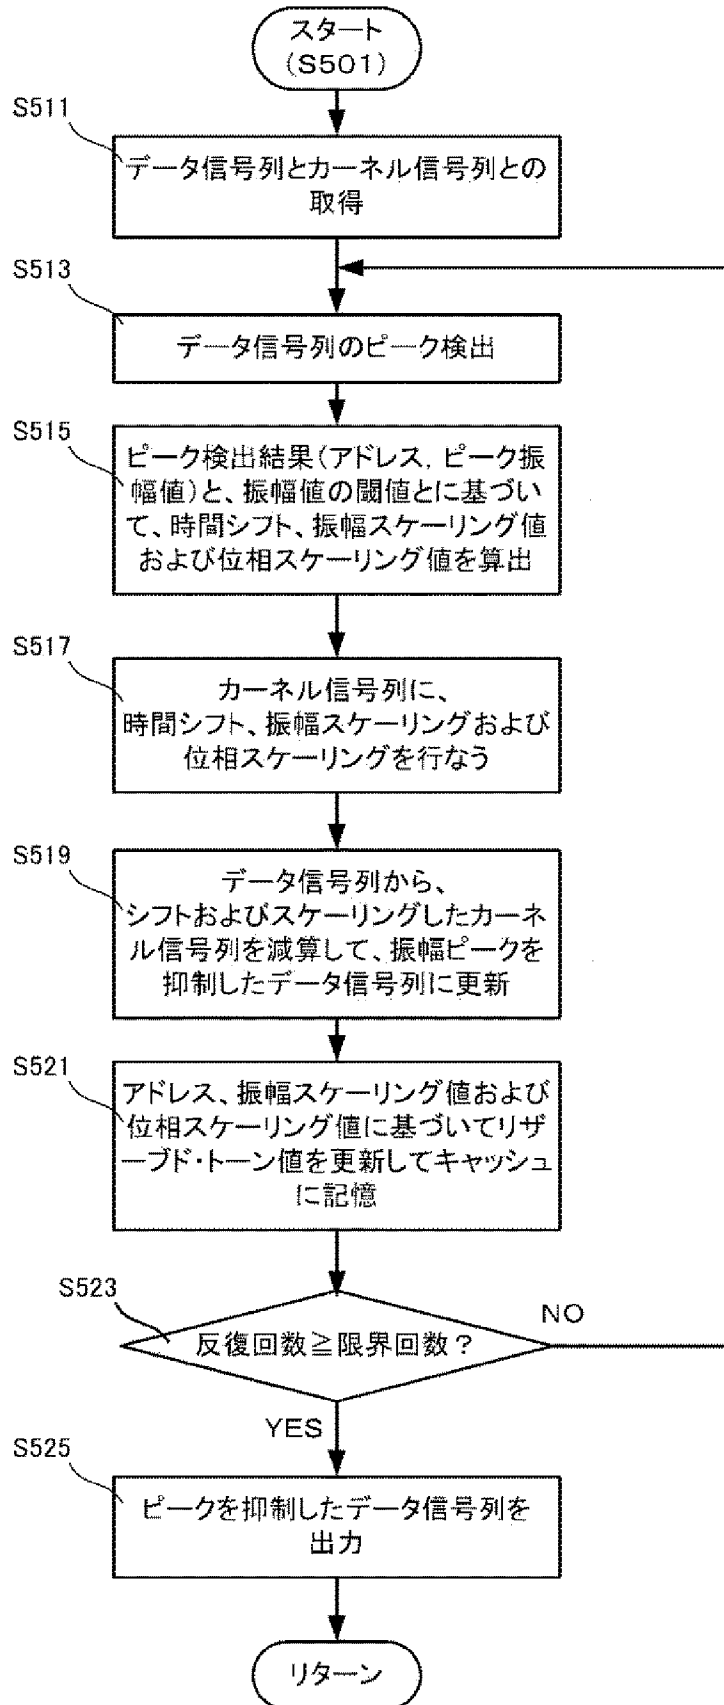 スタート
(S501)
S511
データ信号列とカーネル信号列との
取得
S513
データ信号列のピーク検出
S515
ピーク検出結果(アドレス, ピーク振
幅値)と、振幅値の閾値とに基づい
て、時間シフト、振幅スケーリング値
および位相スケーリング値を算出
S517
カーネル信号列に、
時間シフト、振幅スケーリングおよび
位相スケーリングを行なう
S519
データ信号列から、
シフトおよびスケーリングしたカーネ
ル信号列を減算して、振幅ピークを
抑制したデータ信号列に更新
S521
アドレス、振幅スケーリング値および
位相スケーリング値に基づいてリザ
ーブド・トーン値を更新してキャッシュ
に記憶
S523
反復回数≧限界回数?
NO
YES
S525
ピークを抑制したデータ信号列を
出力
リターン